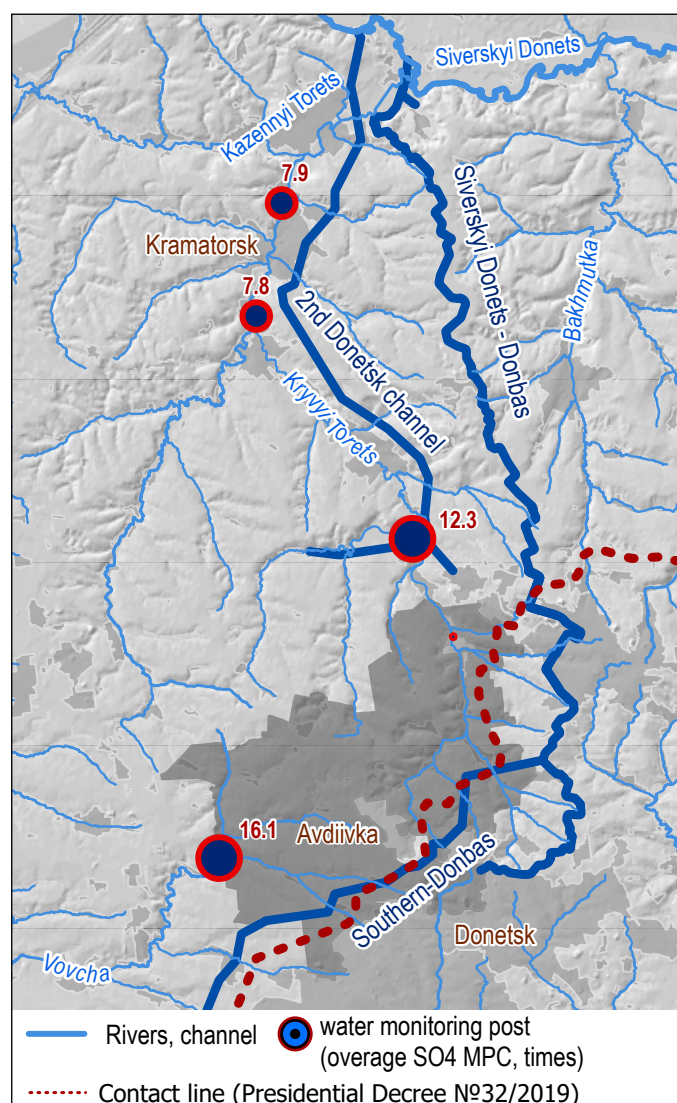 Siverskyi Donets
Kazennyi Torets
7.9
Siverskyi Donets - Donbas
Kramatorsk
Bakhmutka
7.8
2nd Donetsk channel
Kryvyi Torets
12.3
16.1
Avdiivka
Southern-Donbas
Donetsk
Vovcha
Rivers, channel
water monitoring post
(overage SO4 MPC, times)
Contact line (Presidential Decree №32/2019)